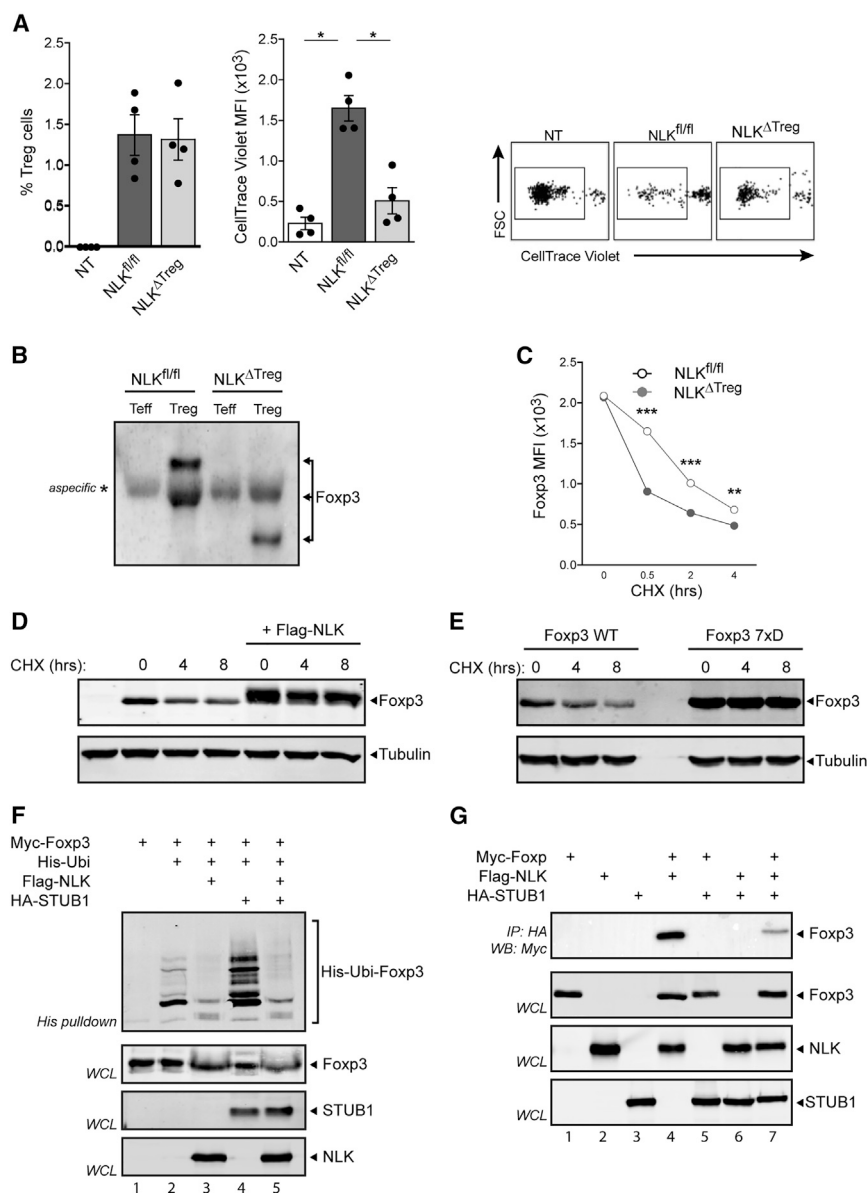 A
% Treg cells
2.5
2.0
1.5
1.0
0.5
0.0
NT
NLKfl/fl
NLKΔTreg
CellTrace Violet MFI (x10³)
2.5
2.0
1.5
1.0
0.5
0.0
* *
NT
NLKfl/fl
NLKΔTreg
NT NLKfl/fl NLKΔTreg
FSC
CellTrace Violet
B
NLKfl/fl NLKΔTreg
Teff Treg Teff Treg
aspecific *
Foxp3
C
NLKfl/fl
NLKΔTreg
Foxp3 MFI (x10³)
2.5
2.0
1.5
1.0
0.5
0.0
***
***
**
0 0.5 2 4
CHX (hrs)
D
+ Flag-NLK
CHX (hrs): 0 4 8 0 4 8
Foxp3
Tubulin
E
Foxp3 WT Foxp3 7xD
CHX (hrs): 0 4 8 0 4 8
Foxp3
Tubulin
F
Myc-Foxp3 + + + + +
His-Ubi + + + +
Flag-NLK + +
HA-STUB1 + +
His-Ubi-Foxp3
His pulldown
WCL Foxp3
WCL STUB1
WCL NLK
1 2 3 4 5
G
Myc-Foxp + + + +
Flag-NLK + + + +
HA-STUB1 + + + +
IP: HA
WB: Myc
Foxp3
WCL Foxp3
WCL NLK
WCL STUB1
1 2 3 4 5 6 7